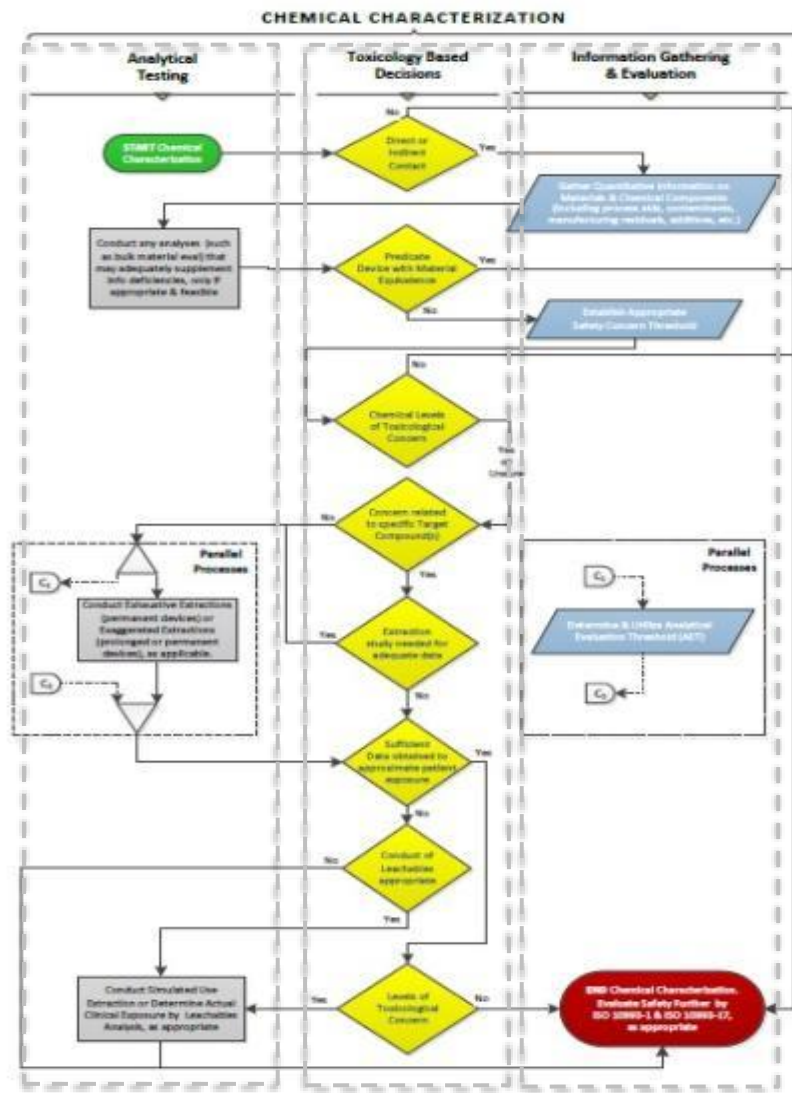 CHEMICAL CHARACTERIZATION
Analytical
Testing
Toxicology Based
Decisions
Information Gathering
& Evaluation
START Chemical
Characterization
No
Direct or
Indirect
Contact
Yes
Gather Quantitative Information on
Materials & Chemical Components
(including process aids, contaminants,
manufacturing residuals, additives, etc.)
Conduct any analyses (such
as bulk material eval) that
may adequately supplement
info deficiencies, only if
appropriate & feasible
Predicate
Device with Material
Equivalence
Yes
No
Establish Appropriate
Safety Concern Threshold
No
Chemical Levels
of Toxicological
Concern
Yes
or
Unsure
Concern related
to specific Target
Compound(s)
No
Yes
Parallel
Processes
C₁
Conduct Exhaustive Extractions
(permanent devices) or
Exaggerated Extractions
(prolonged or permanent
devices), as applicable.
Extraction
study needed for
adequate data
Yes
No
Parallel
Processes
C₁
Determine & Utilize Analytical
Evaluation Threshold (AET)
Sufficient
Data obtained to
approximate patient
exposure
Yes
No
Conduct of
Leachables
appropriate
No
Yes
Conduct Simulated Use
Extraction or Determine Actual
Clinical Exposure by Leachables
Analysis, as appropriate
Yes
Levels of
Toxicological
Concern
No
END Chemical Characterization.
Evaluate Safety Further by
ISO 10993-1 & ISO 10993-17,
as appropriate